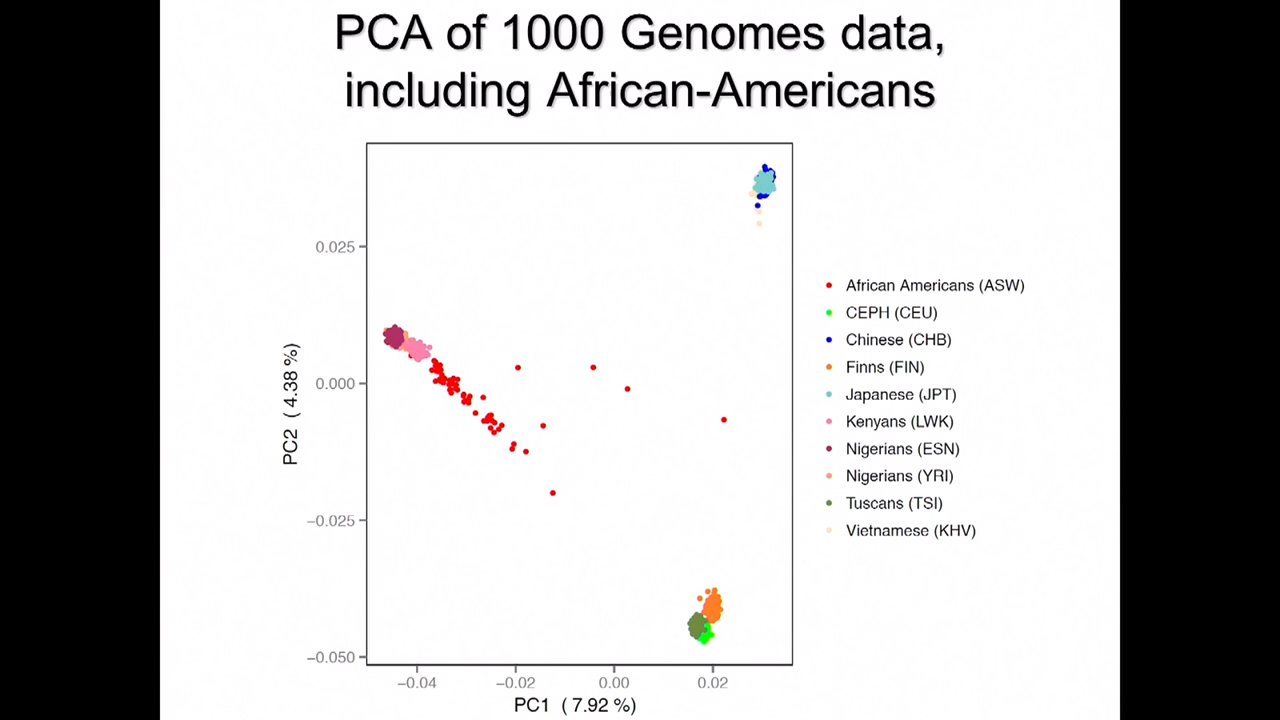 PCA of 1000 Genomes data,
including African-Americans
0.025
0.000
−0.025
−0.050
PC2 ( 4.38 %)
−0.04
−0.02
0.00
0.02
PC1 ( 7.92 %)
African Americans (ASW)
CEPH (CEU)
Chinese (CHB)
Finns (FIN)
Japanese (JPT)
Kenyans (LWK)
Nigerians (ESN)
Nigerians (YRI)
Tuscans (TSI)
Vietnamese (KHV)